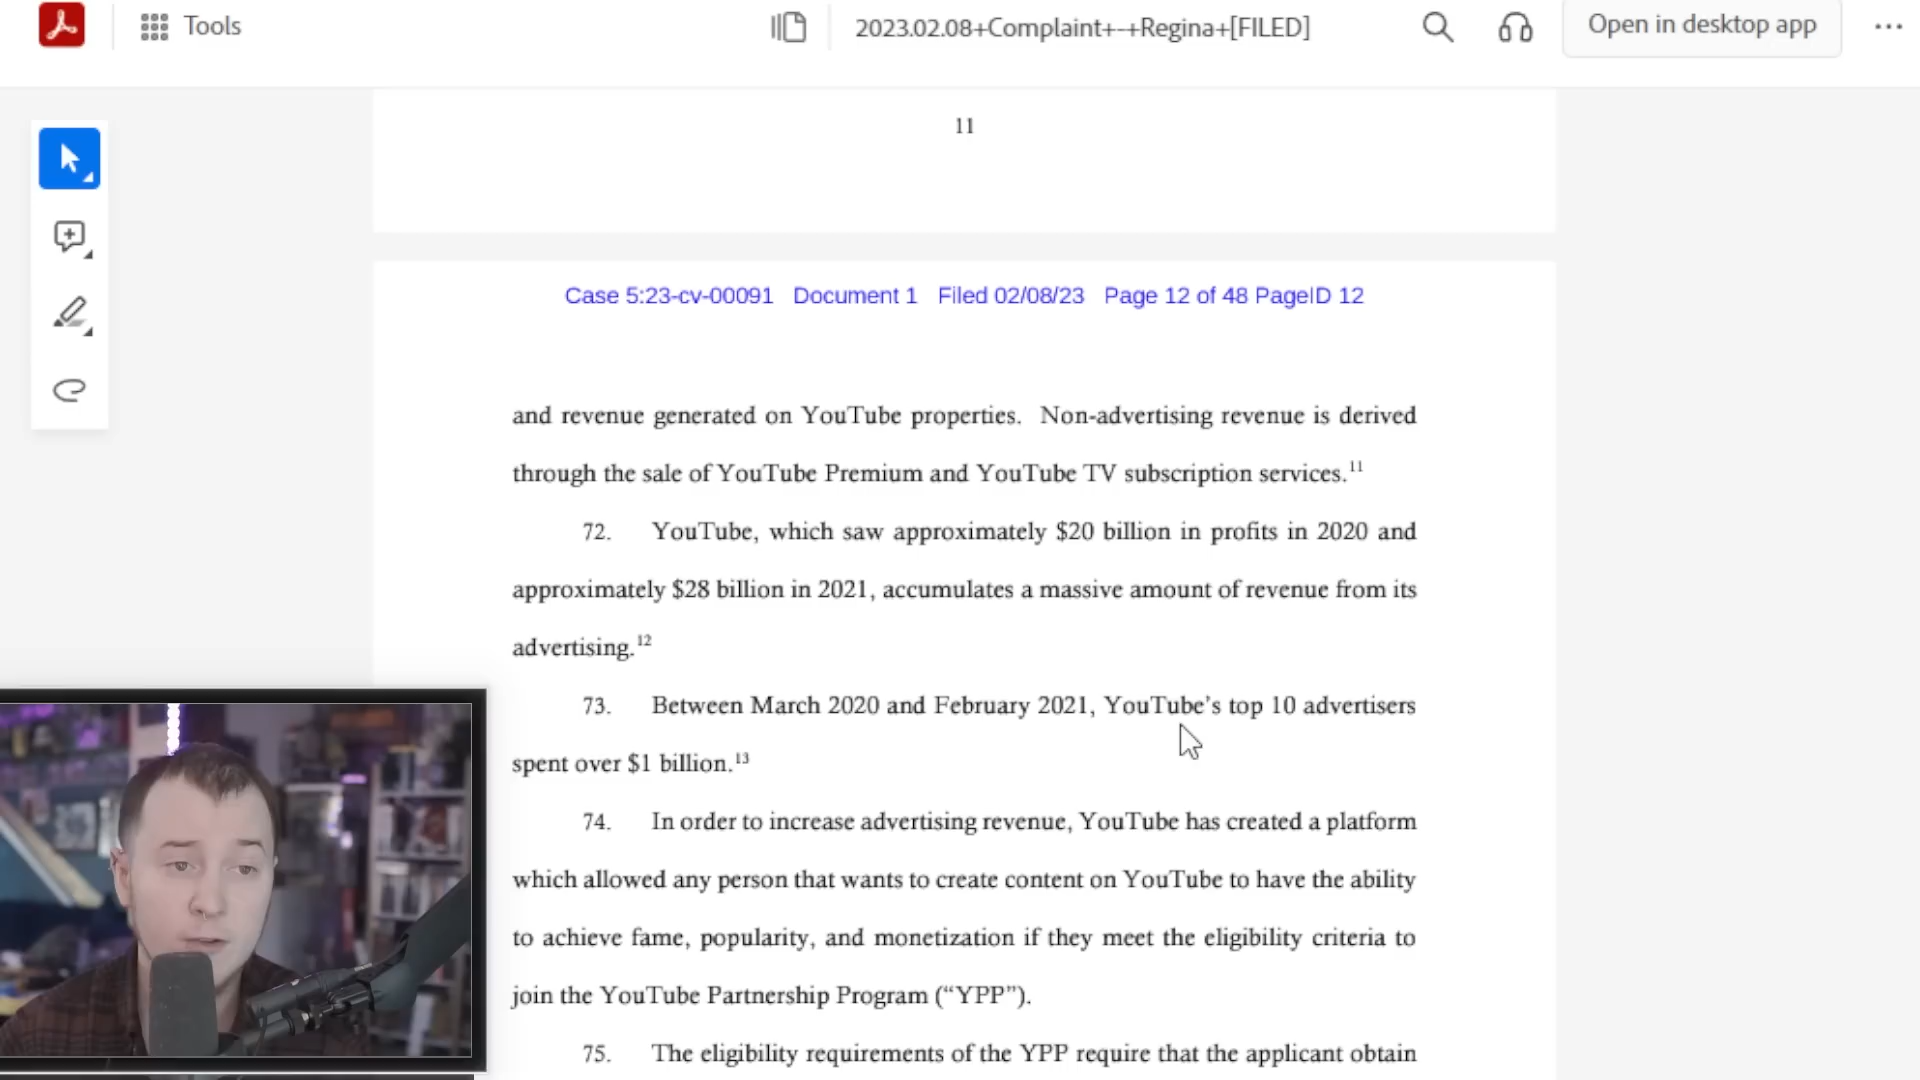 Tools
2023.02.08+Complaint+-+Regina+[FILED]
Open in desktop app
11
Case 5:23-cv-00091 Document 1 Filed 02/08/23 Page 12 of 48 PageID 12
and revenue generated on YouTube properties. Non-advertising revenue is derived
through the sale of YouTube Premium and YouTube TV subscription services.11
72. YouTube, which saw approximately $20 billion in profits in 2020 and
approximately $28 billion in 2021, accumulates a massive amount of revenue from its
advertising.12
73. Between March 2020 and February 2021, YouTube's top 10 advertisers
spent over $1 billion.13
74. In order to increase advertising revenue, YouTube has created a platform
which allowed any person that wants to create content on YouTube to have the ability
to achieve fame, popularity, and monetization if they meet the eligibility criteria to
join the YouTube Partnership Program ("YPP").
75. The eligibility requirements of the YPP require that the applicant obtain